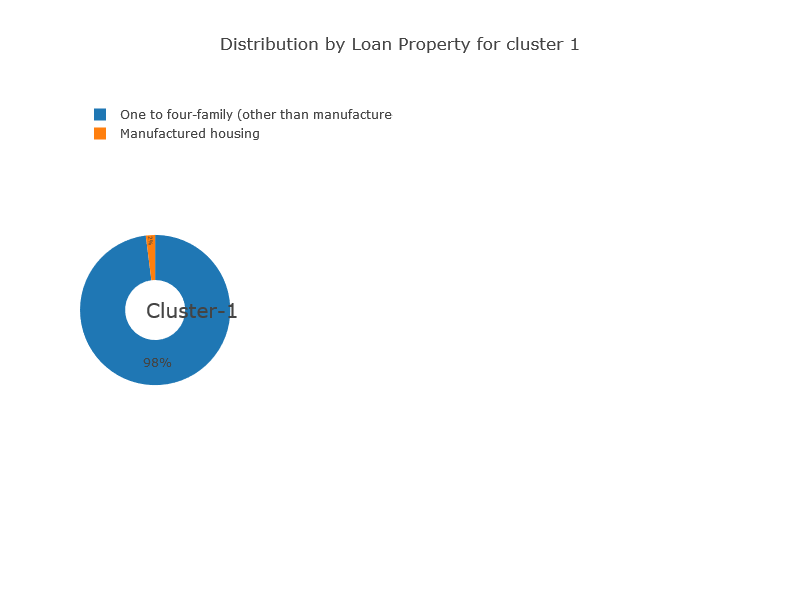 Distribution by Loan Property for cluster 1
One to four-family (other than manufacture
Manufactured housing
Cluster-1
98%